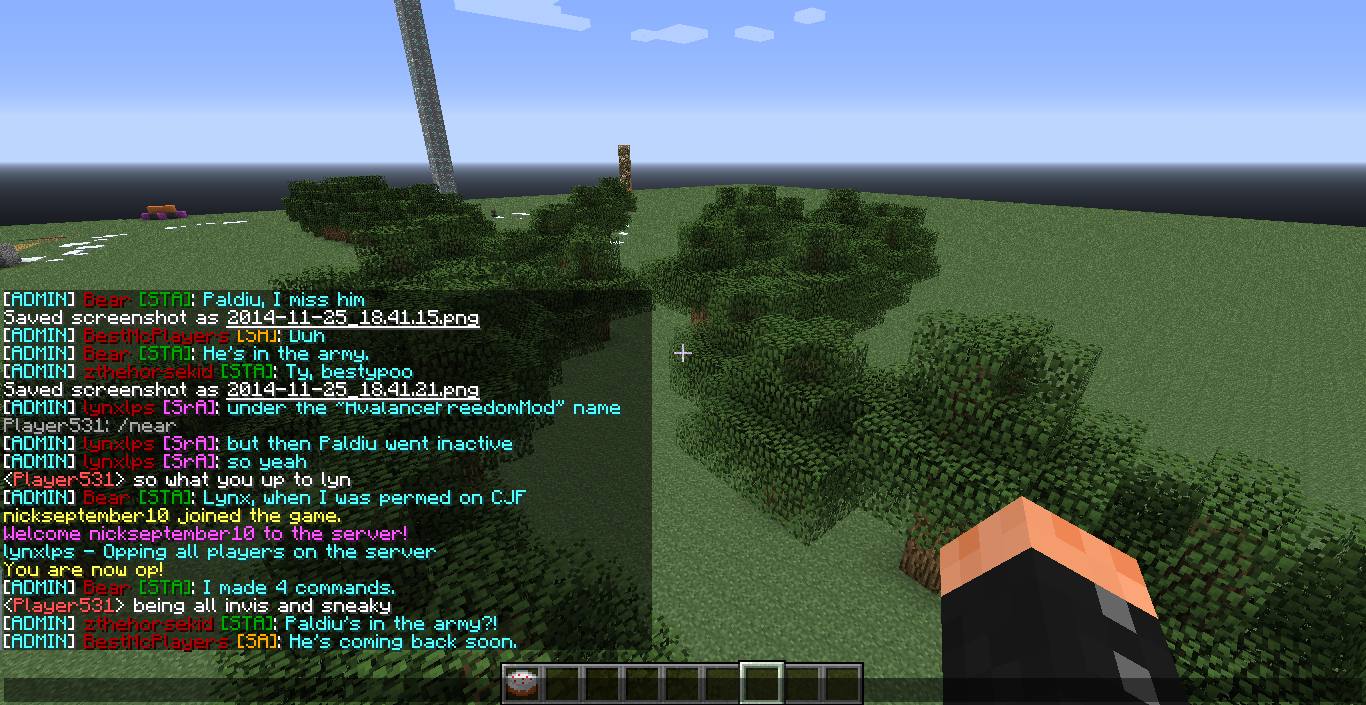 [ADMIN] Bear [STA]: Paldiu, I miss him
Saved screenshot as 2014-11-25_18.41.15.png
[ADMIN] BestMcPlayers [SA]: Duh
[ADMIN] Bear [STA]: He's in the army.
[ADMIN] zthehorsekid [STA]: Ty, bestypoo
Saved screenshot as 2014-11-25_18.41.21.png
[ADMIN] lynxlps [SrA]: under the "AvalancheFreedomMod" name
Player531: /near
[ADMIN] lynxlps [SrA]: but then Paldiu went inactive
[ADMIN] lynxlps [SrA]: so yeah
<Player531> so what you up to lyn
[ADMIN] Bear [STA]: Lynx, when I was permed on CJF
nickseptember10 joined the game.
Welcome nickseptember10 to the server!
lynxlps - Opping all players on the server
You are now op!
[ADMIN] Bear [STA]: I made 4 commands.
<Player531> being all invis and sneaky
[ADMIN] zthehorsekid [STA]: Paldiu's in the army?!
[ADMIN] BestMcPlayers [SA]: He's coming back soon.